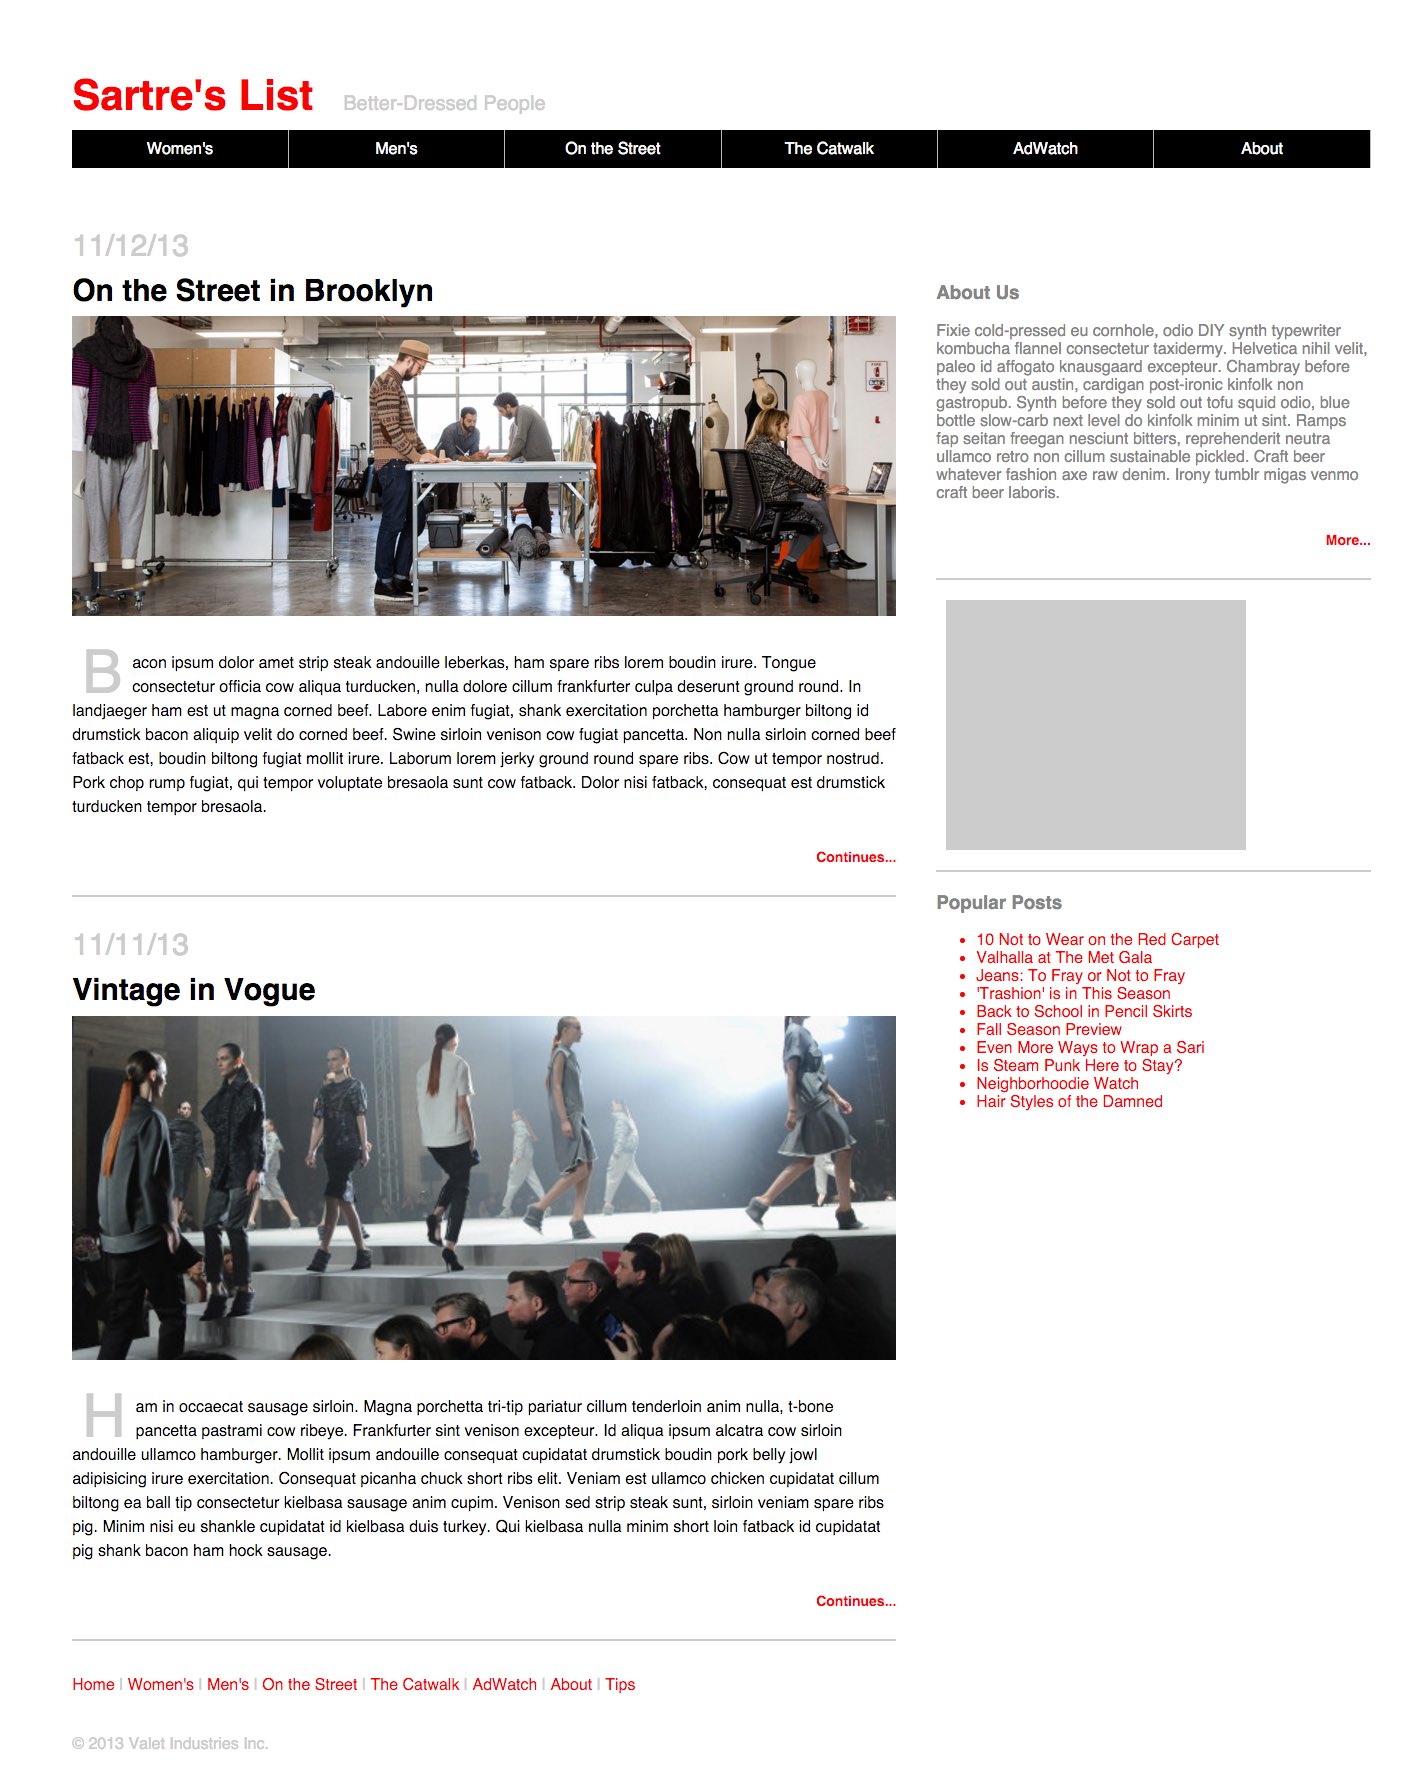 Sartre's List Better-Dressed People
Women's Men's On the Street The Catwalk AdWatch About
11/12/13
On the Street in Brooklyn
Bacon ipsum dolor amet strip steak andouille leberkas, ham spare ribs lorem boudin irure. Tongue
consectetur officia cow aliqua turducken, nulla dolore cillum frankfurter culpa deserunt ground round. In
landjaeger ham est ut magna corned beef. Labore enim fugiat, shank exercitation porchetta hamburger biltong id
drumstick bacon aliquip velit do corned beef. Swine sirloin venison cow fugiat pancetta. Non nulla sirloin corned beef
fatback est, boudin biltong fugiat mollit irure. Laborum lorem jerky ground round spare ribs. Cow ut tempor nostrud.
Pork chop rump fugiat, qui tempor voluptate bresaola sunt cow fatback. Dolor nisi fatback, consequat est drumstick
turducken tempor bresaola.
Continues...
11/11/13
Vintage in Vogue
Ham in occaecat sausage sirloin. Magna porchetta tri-tip pariatur cillum tenderloin anim nulla, t-bone
pancetta pastrami cow ribeye. Frankfurter sint venison excepteur. Id aliqua ipsum alcatra cow sirloin
andouille ullamco hamburger. Mollit ipsum andouille consequat cupidatat drumstick boudin pork belly jowl
adipisicing irure exercitation. Consequat picanha chuck short ribs elit. Veniam est ullamco chicken cupidatat cillum
biltong ea ball tip consectetur kielbasa sausage anim cupim. Venison sed strip steak sunt, sirloin veniam spare ribs
pig. Minim nisi eu shankle cupidatat id kielbasa duis turkey. Qui kielbasa nulla minim short loin fatback id cupidatat
pig shank bacon ham hock sausage.
Continues...
About Us
Fixie cold-pressed eu cornhole, odio DIY synth typewriter
kombucha flannel consectetur taxidermy. Helvetica nihil velit,
paleo id affogato knausgaard excepteur. Chambray before
they sold out austin, cardigan post-ironic kinfolk non
gastropub. Synth before they sold out tofu squid odio, blue
bottle slow-carb next level do kinfolk minim ut sint. Ramps
fap seitan freegan nesciunt bitters, reprehenderit neutra
ullamco retro non cillum sustainable pickled. Craft beer
whatever fashion axe raw denim. Irony tumblr migas venmo
craft beer laboris.
More...
Popular Posts
• 10 Not to Wear on the Red Carpet
• Valhalla at The Met Gala
• Jeans: To Fray or Not to Fray
• 'Trashion' is in This Season
• Back to School in Pencil Skirts
• Fall Season Preview
• Even More Ways to Wrap a Sari
• Is Steam Punk Here to Stay?
• Neighborhoodie Watch
• Hair Styles of the Damned
Home | Women's | Men's | On the Street | The Catwalk | AdWatch | About | Tips
© 2013 Valet Industries Inc.